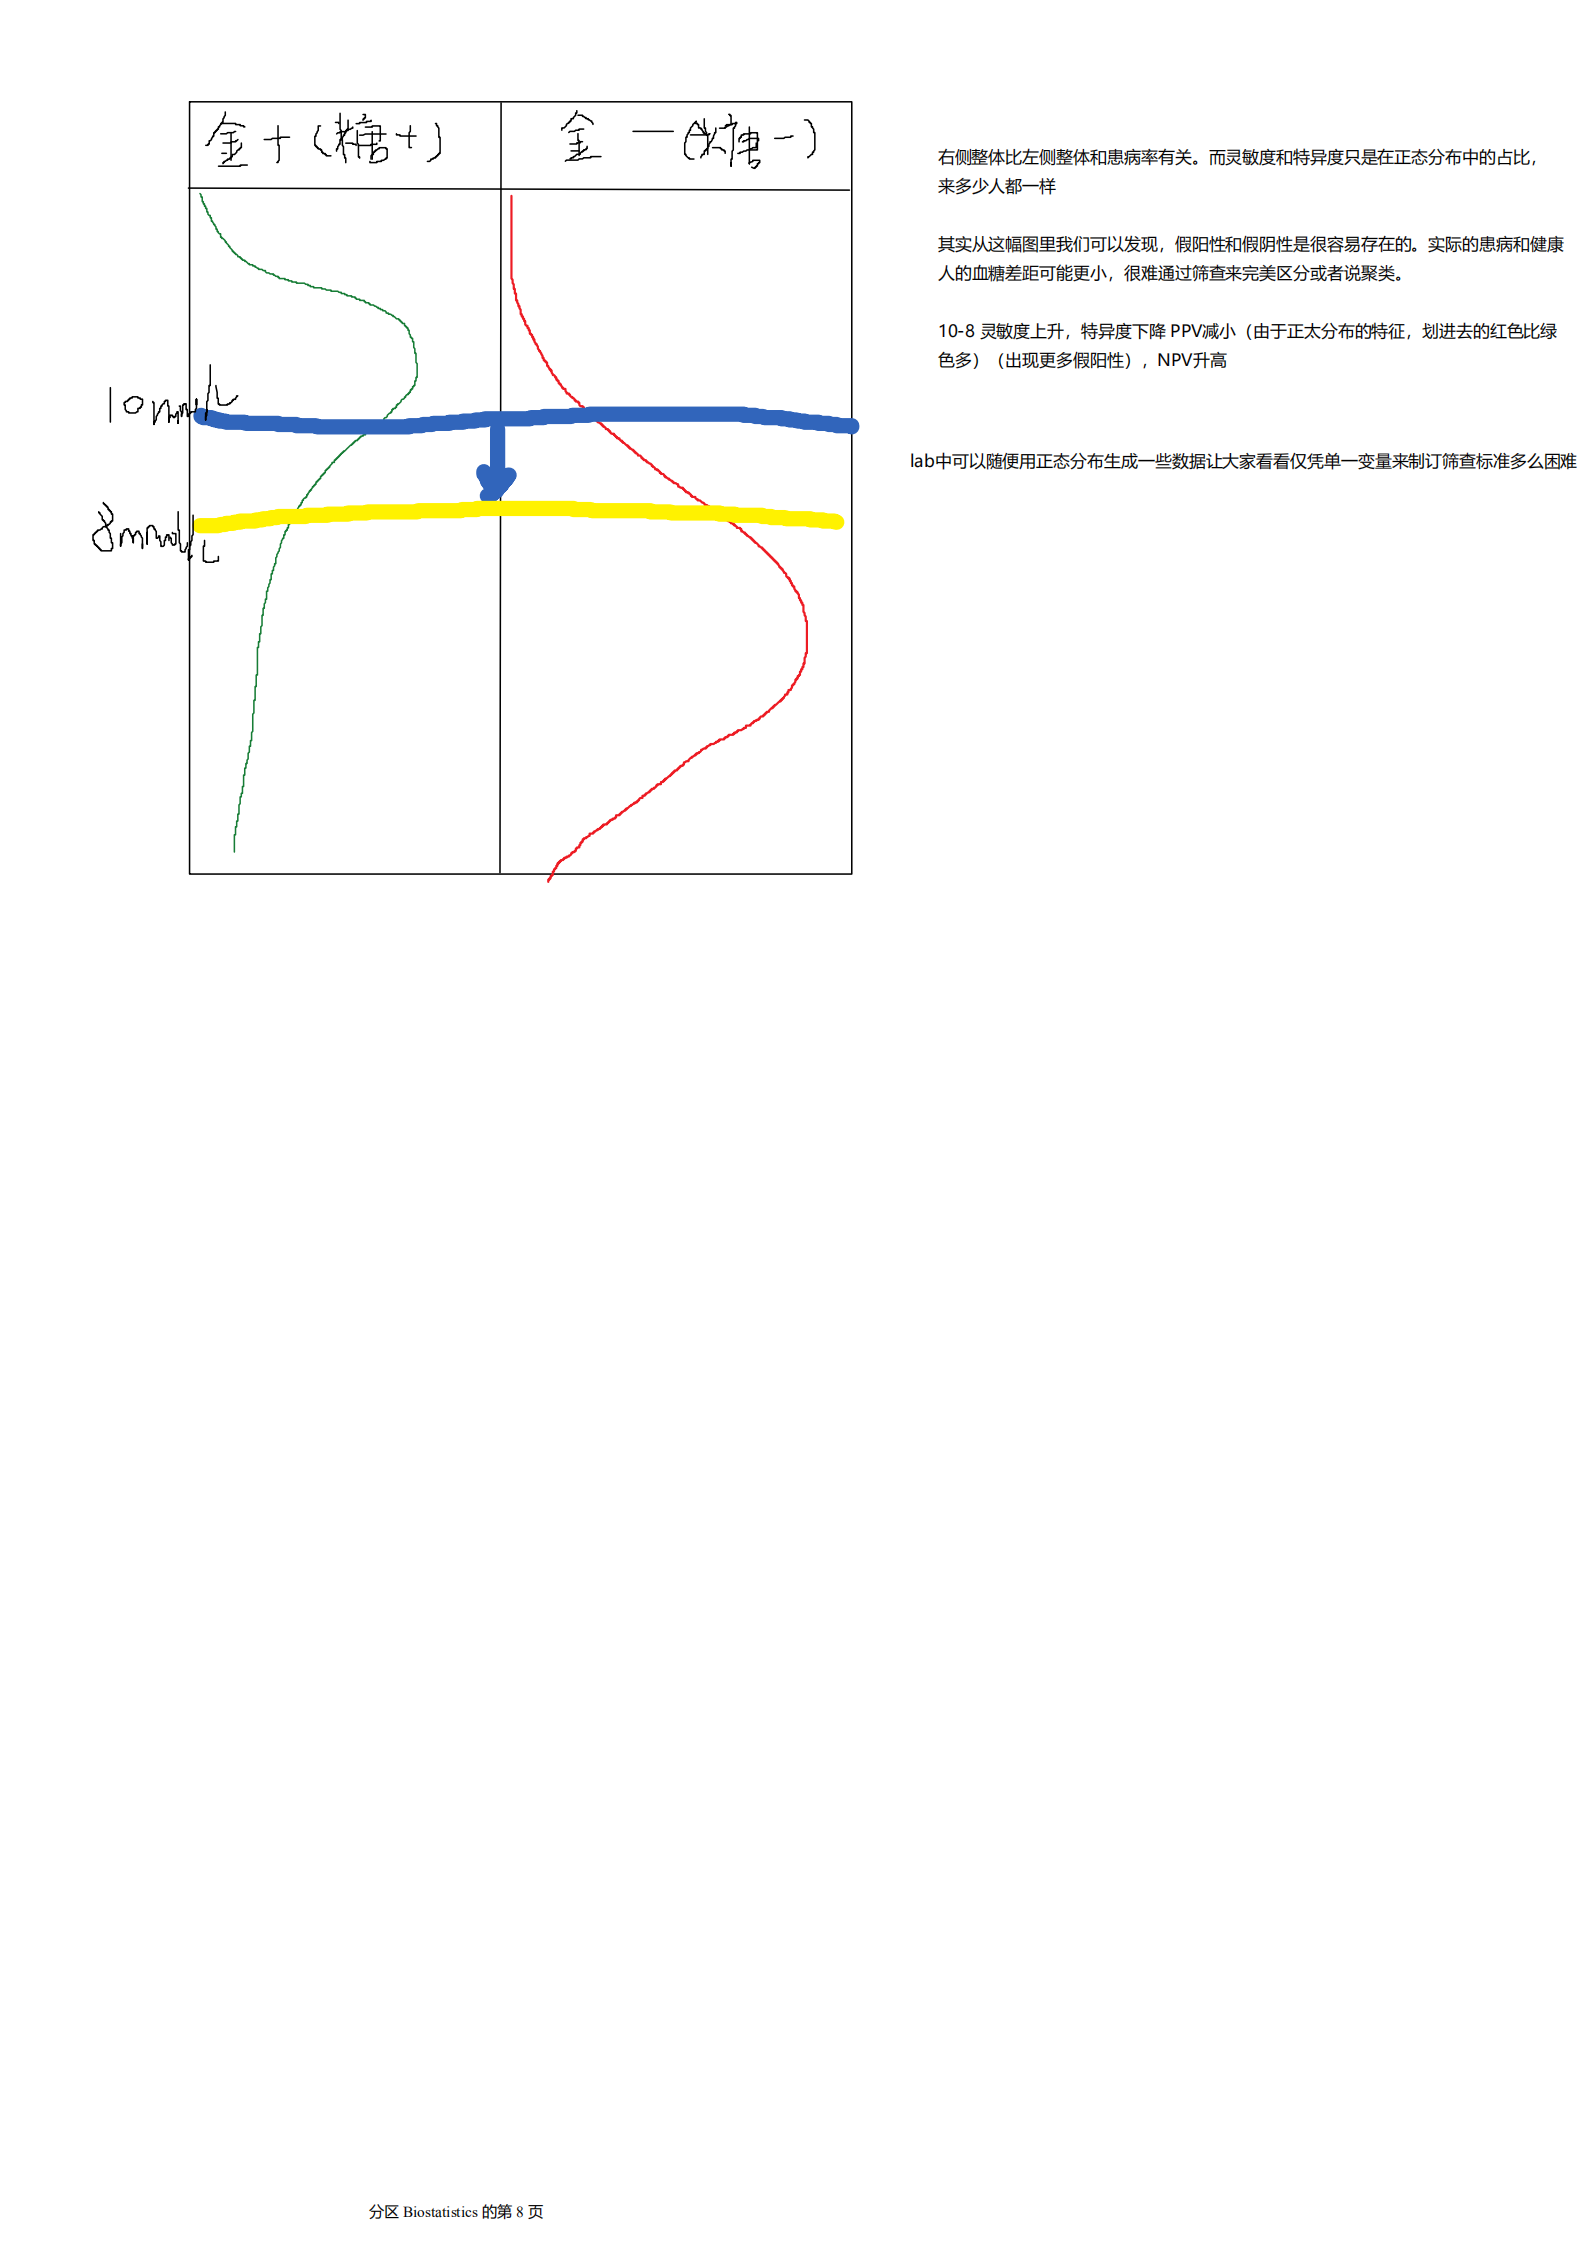 金+(糖+)
金 —(糖-)
右侧整体比左侧整体和患病率有关。而灵敏度和特异度只是在正态分布中的占比,
来多少人都一样
其实从这幅图里我们可以发现,假阳性和假阴性是很容易存在的。实际的患病和健康
人的血糖差距可能更小,很难通过筛查来完美区分或者说聚类。
10-8 灵敏度上升,特异度下降 PPV减小(由于正太分布的特征,划进去的红色比绿
色多)(出现更多假阳性),NPV升高
10mm/L
lab中可以随便用正态分布生成一些数据让大家看看仅凭单一变量来制订筛查标准多么困难
8mmol/L
分区 Biostatistics 的第 8 页